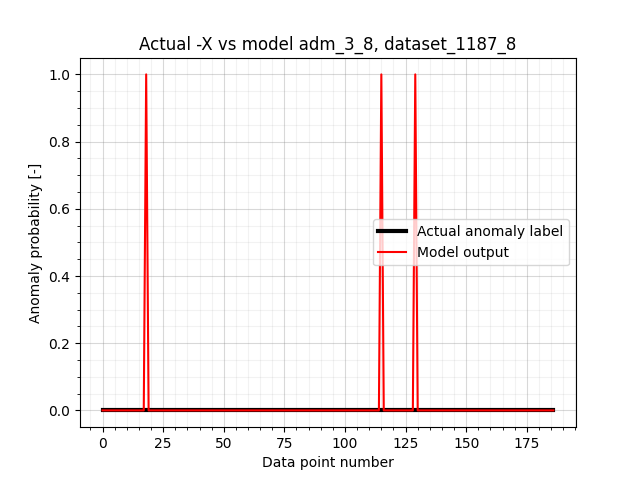 Actual -X vs model adm_3_8, dataset_1187_8
Anomaly probability [-]
1.0
0.8
0.6
0.4
0.2
0.0
Actual anomaly label
Model output
0 25 50 75 100 125 150 175
Data point number